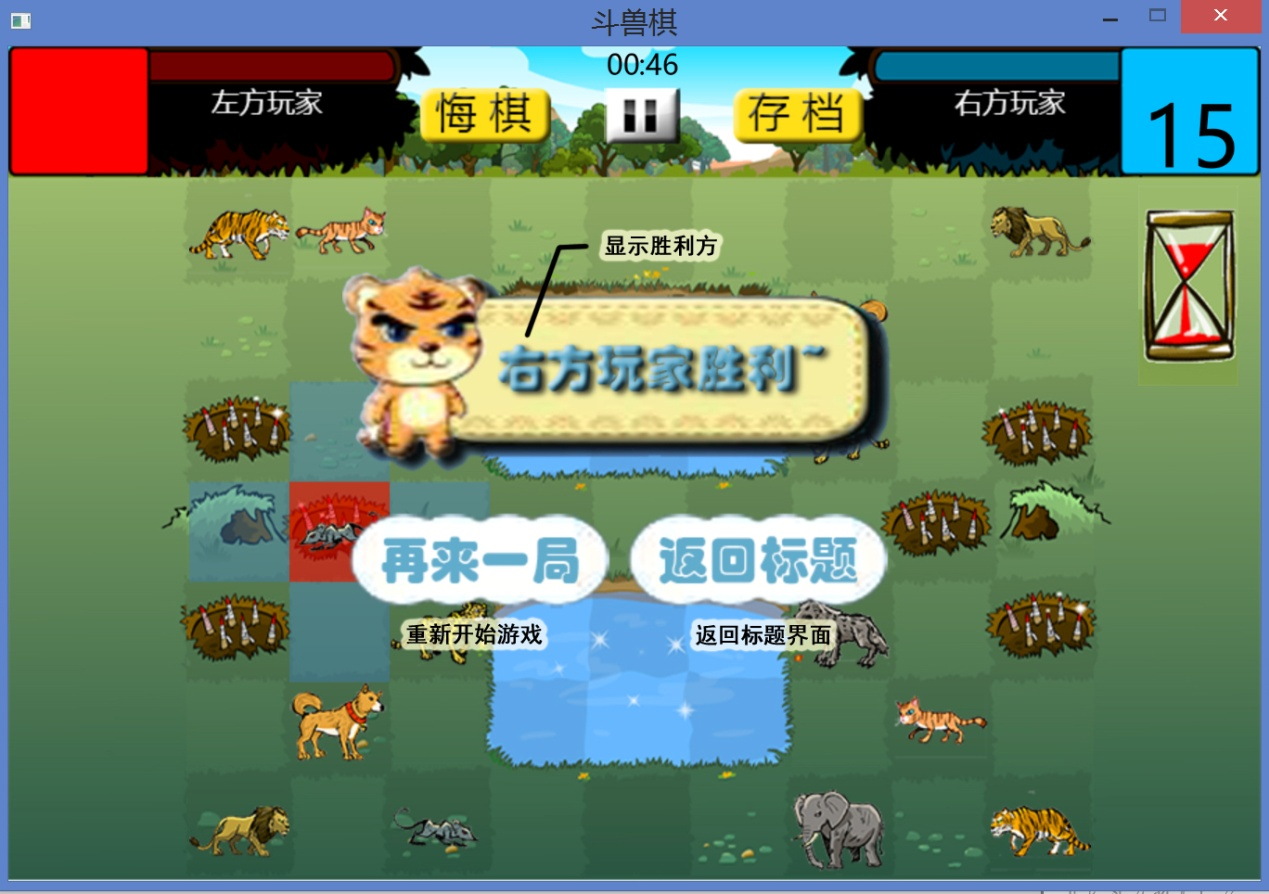 斗兽棋
00:46
左方玩家
悔棋
存档
右方玩家
15
显示胜利方
右方玩家胜利~
再来一局
返回标题
重新开始游戏
返回标题界面